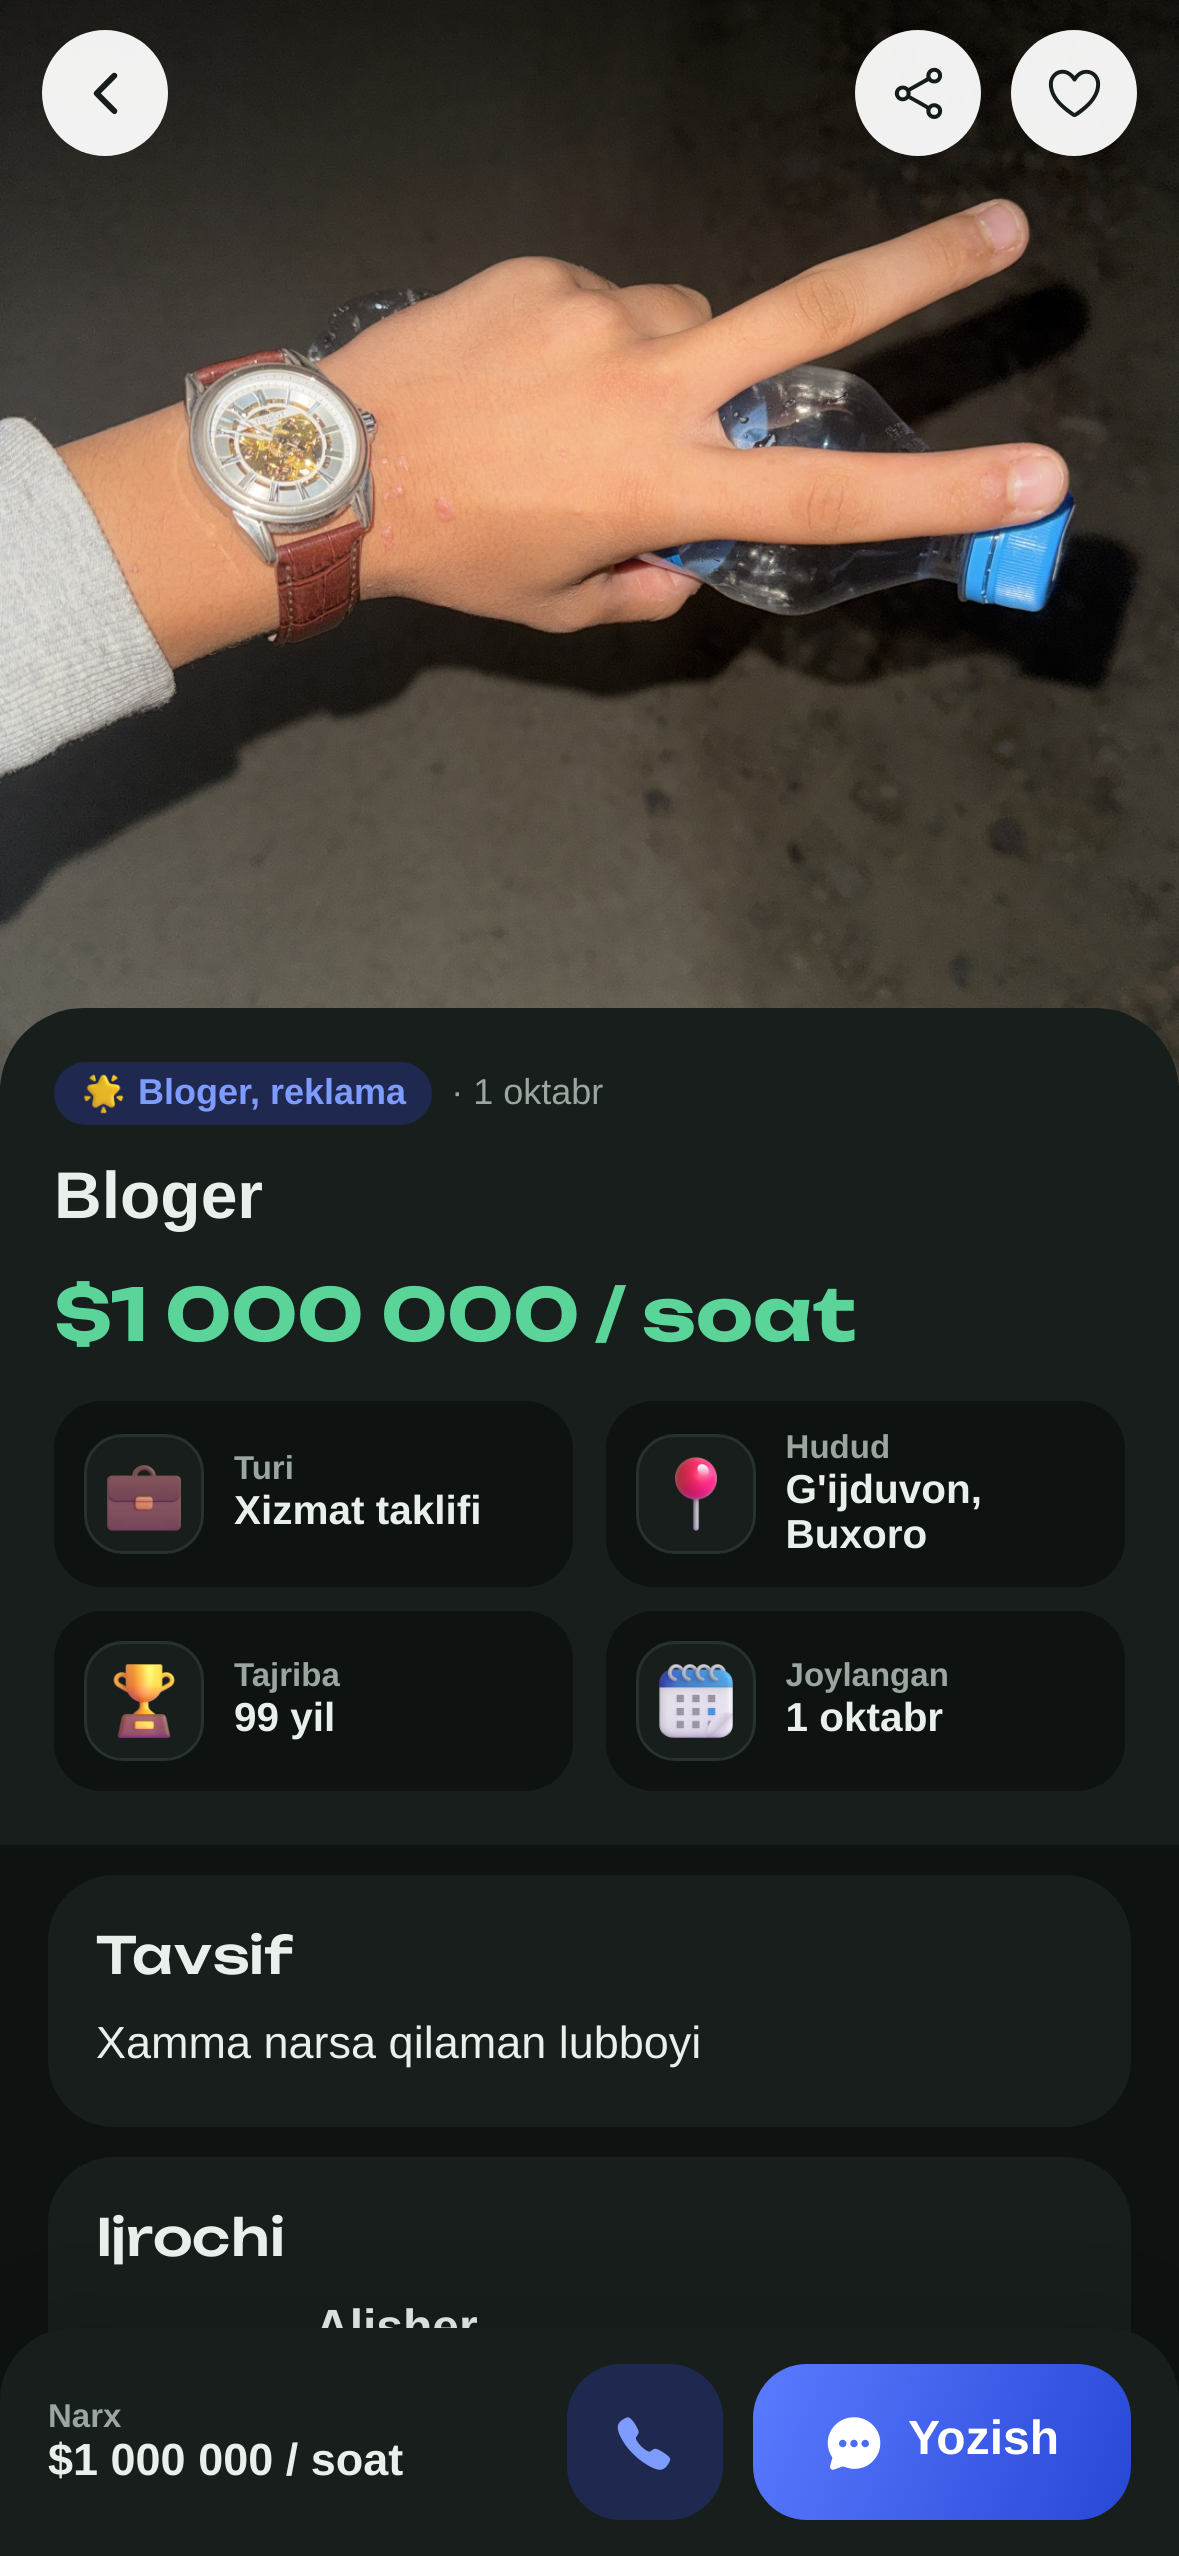 Bloger, reklama · 1 oktabr
Bloger
$1 000 000 / soat
Turi
Xizmat taklifi
Hudud
G'ijduvon,
Buxoro
Tajriba
99 yil
Joylangan
1 oktabr
Tavsif
Xamma narsa qilaman lubboyi
Ijrochi
Alisher
Narx
$1 000 000 / soat
Yozish